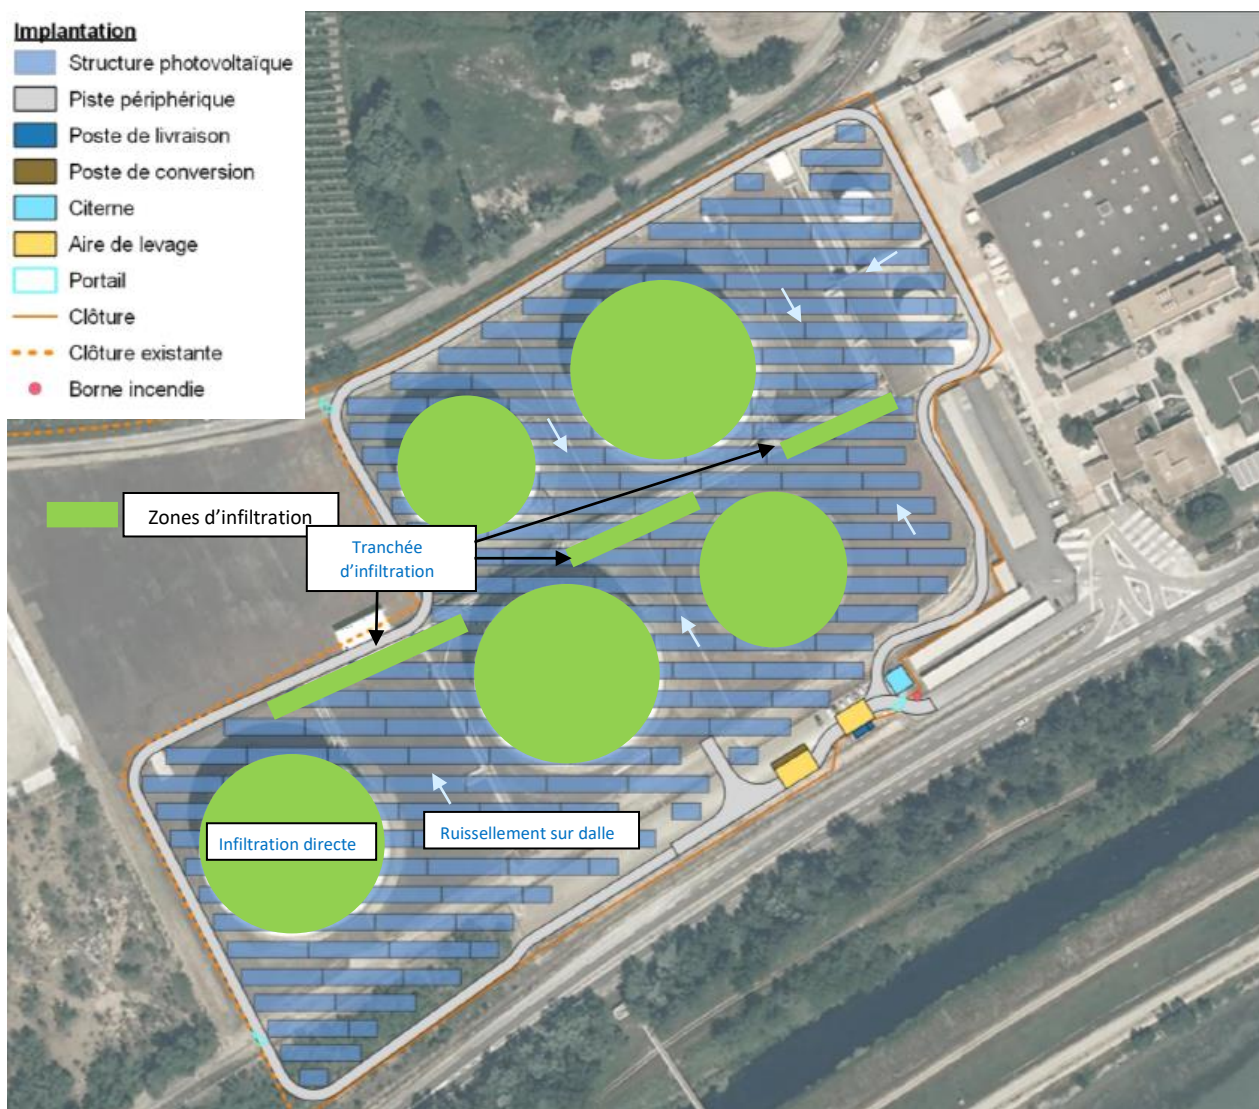 Implantation
Structure photovoltaïque
Piste périphérique
Poste de livraison
Poste de conversion
Citerne
Aire de levage
Portail
Clôture
Clôture existante
Borne incendie
Zones d'infiltration
Tranchée
d'infiltration
Infiltration directe
Ruissellement sur dalle